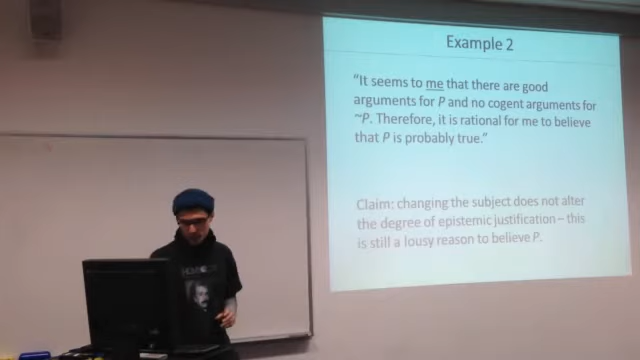 Example 2
“It seems to me that there are good
arguments for P and no cogent arguments for
~P. Therefore, it is rational for me to believe
that P is probably true.”
Claim: changing the subject does not alter
the degree of epistemic justification – this
is still a lousy reason to believe P.